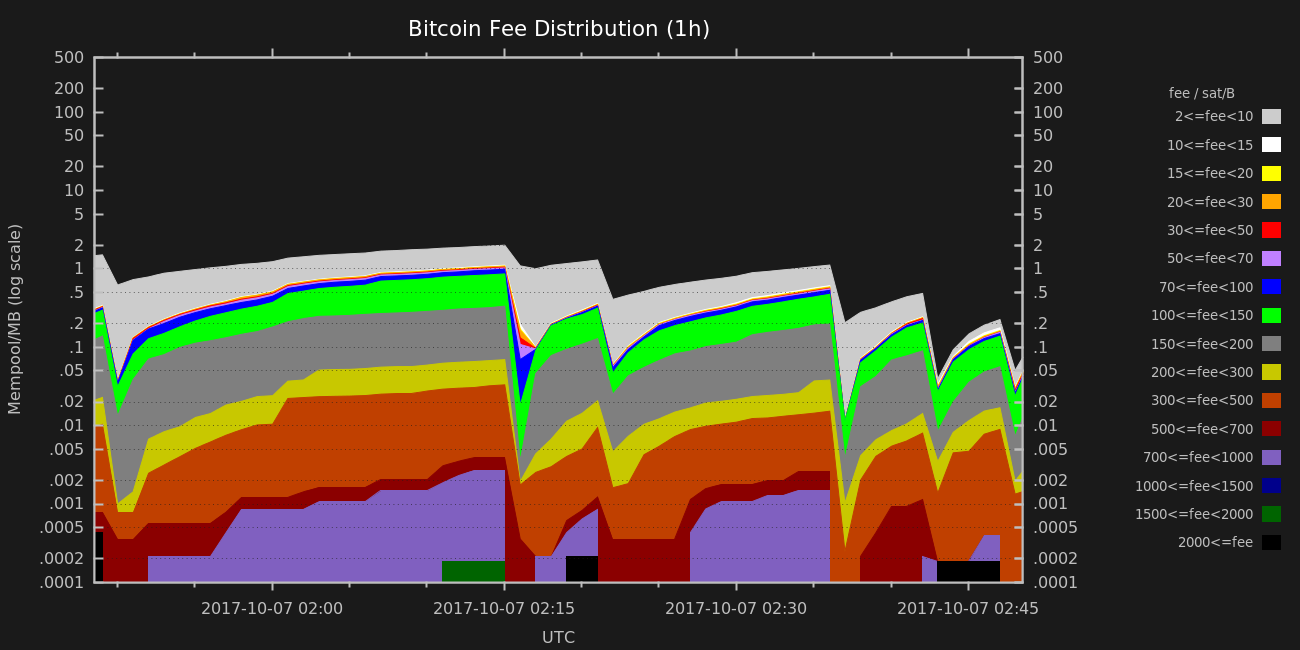 Bitcoin Fee Distribution (1h)
Mempool/MB (log scale)
500
200
100
50
20
10
5
2
1
.5
.2
.1
.05
.02
.01
.005
.002
.001
.0005
.0002
.0001
500
200
100
50
20
10
5
2
1
.5
.2
.1
.05
.02
.01
.005
.002
.001
.0005
.0002
.0001
2017-10-07 02:00
2017-10-07 02:15
2017-10-07 02:30
2017-10-07 02:45
UTC
fee / sat/B
2<=fee<10
10<=fee<15
15<=fee<20
20<=fee<30
30<=fee<50
50<=fee<70
70<=fee<100
100<=fee<150
150<=fee<200
200<=fee<300
300<=fee<500
500<=fee<700
700<=fee<1000
1000<=fee<1500
1500<=fee<2000
2000<=fee